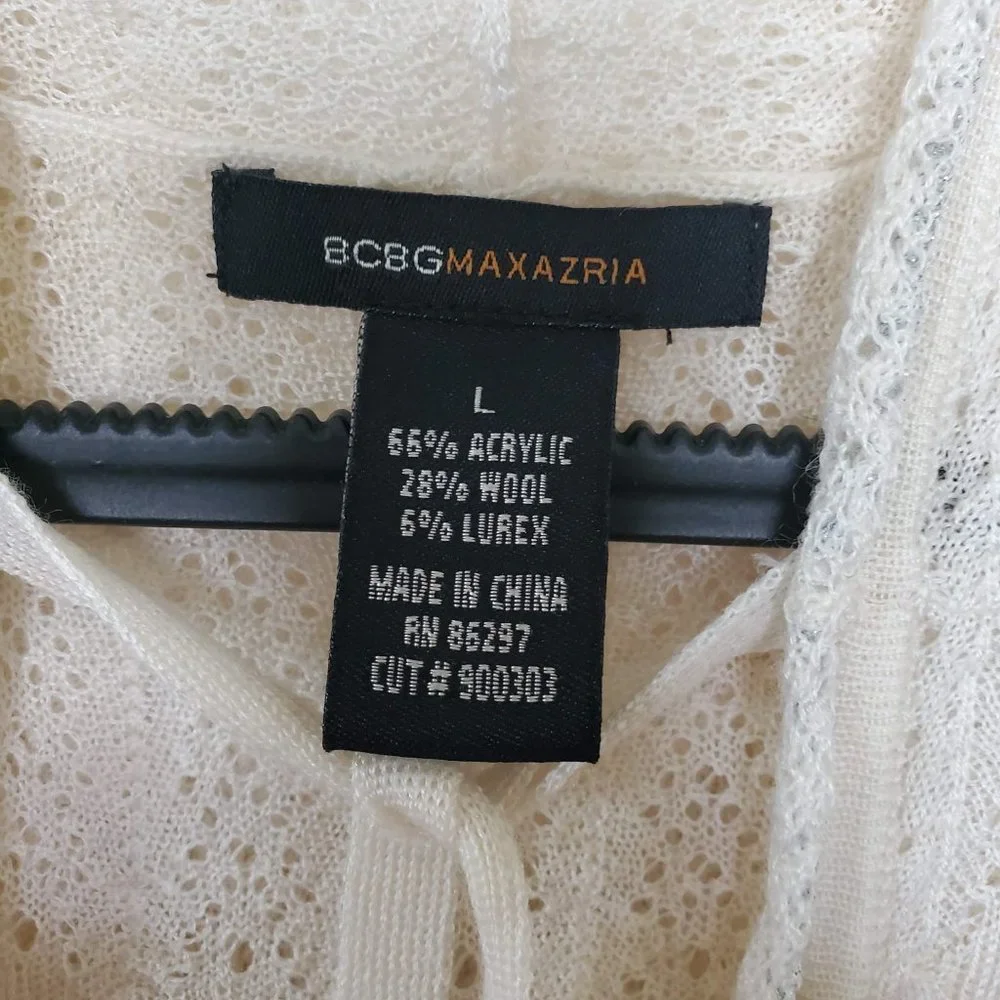 BCBGMAXAZRIA
L
66% ACRYLIC
28% WOOL
6% LUREX
MADE IN CHINA
RN 86297
CUT# 900303